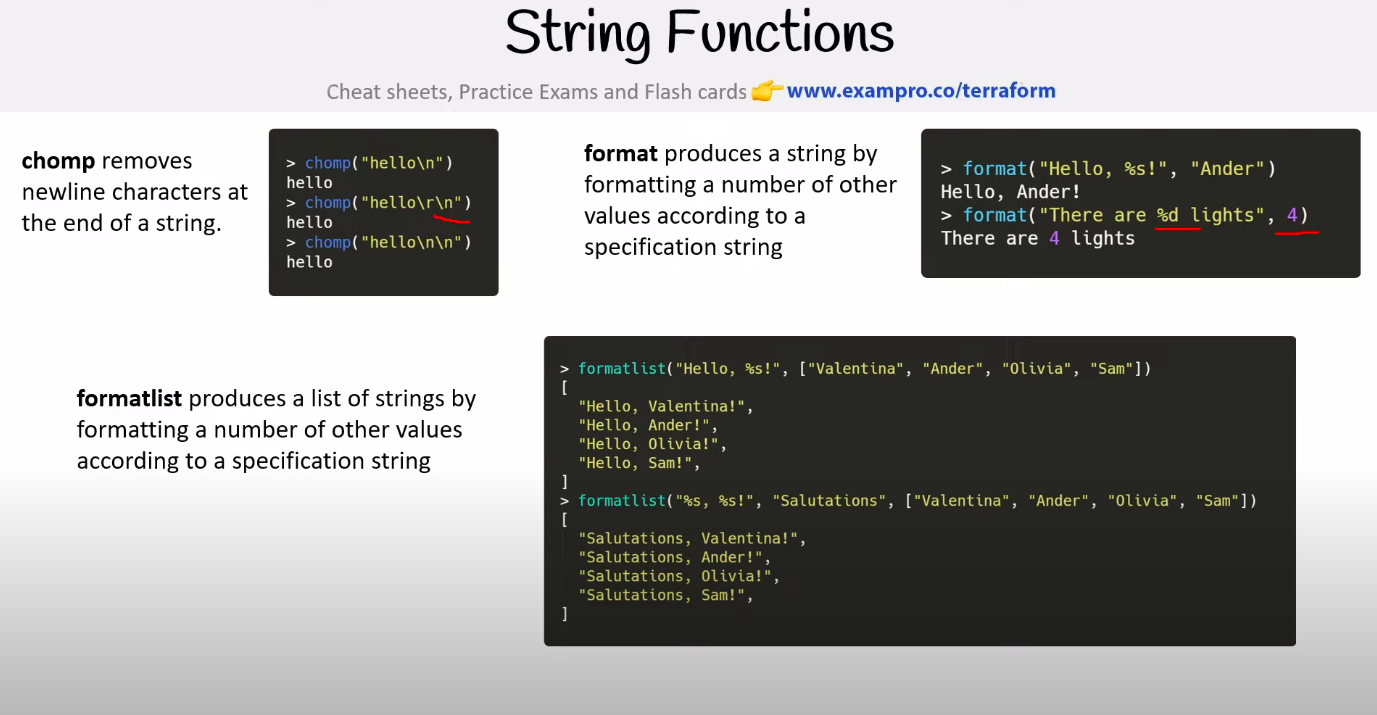 String Functions
Cheat sheets, Practice Exams and Flash cards 👉 www.exampro.co/terraform
chomp removes
newline characters at
the end of a string.
> chomp("hello\n")
hello
> chomp("hello\r\n")
hello
> chomp("hello\n\n")
hello
format produces a string by
formatting a number of other
values according to a
specification string
> format("Hello, %s!", "Ander")
Hello, Ander!
> format("There are %d lights", 4)
There are 4 lights
formatlist produces a list of strings by
formatting a number of other values
according to a specification string
> formatlist("Hello, %s!", ["Valentina", "Ander", "Olivia", "Sam"])
[
  "Hello, Valentina!",
  "Hello, Ander!",
  "Hello, Olivia!",
  "Hello, Sam!",
]
> formatlist("%s, %s!", "Salutations", ["Valentina", "Ander", "Olivia", "Sam"])
[
  "Salutations, Valentina!",
  "Salutations, Ander!",
  "Salutations, Olivia!",
  "Salutations, Sam!",
]